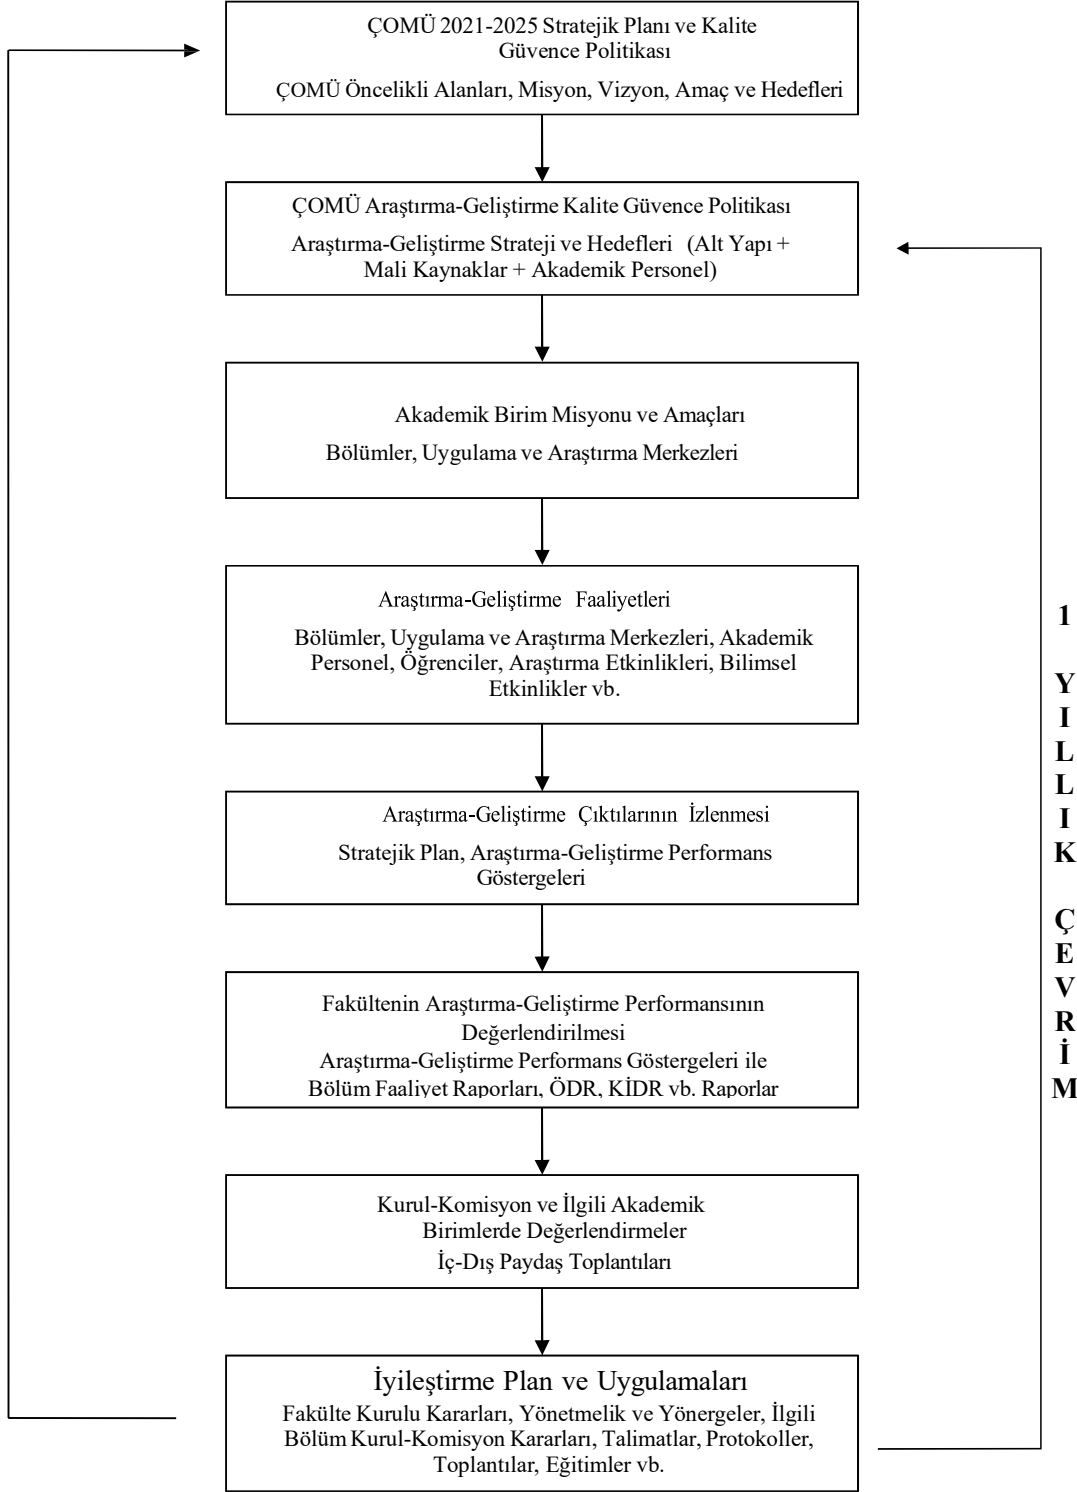 ÇOMÜ 2021-2025 Stratejik Planı ve Kalite
Güvence Politikası
ÇOMÜ Öncelikli Alanları, Misyon, Vizyon, Amaç ve Hedefleri
ÇOMÜ Araştırma-Geliştirme Kalite Güvence Politikası
Araştırma-Geliştirme Strateji ve Hedefleri (Alt Yapı +
Mali Kaynaklar + Akademik Personel)
Akademik Birim Misyonu ve Amaçları
Bölümler, Uygulama ve Araştırma Merkezleri
Araştırma-Geliştirme Faaliyetleri
Bölümler, Uygulama ve Araştırma Merkezleri, Akademik
Personel, Öğrenciler, Araştırma Etkinlikleri, Bilimsel
Etkinlikler vb.
Araştırma-Geliştirme Çıktılarının İzlenmesi
Stratejik Plan, Araştırma-Geliştirme Performans
Göstergeleri
Fakültenin Araştırma-Geliştirme Performansının
Değerlendirilmesi
Araştırma-Geliştirme Performans Göstergeleri ile
Bölüm Faaliyet Raporları, ÖDR, KİDR vb. Raporlar
Kurul-Komisyon ve İlgili Akademik
Birimlerde Değerlendirmeler
İç-Dış Paydaş Toplantıları
İyileştirme Plan ve Uygulamaları
Fakülte Kurulu Kararları, Yönetmelik ve Yönergeler, İlgili
Bölüm Kurul-Komisyon Kararları, Talimatlar, Protokoller,
Toplantılar, Eğitimler vb.
1
Y
I
L
L
I
K
Ç
E
V
R
İ
M